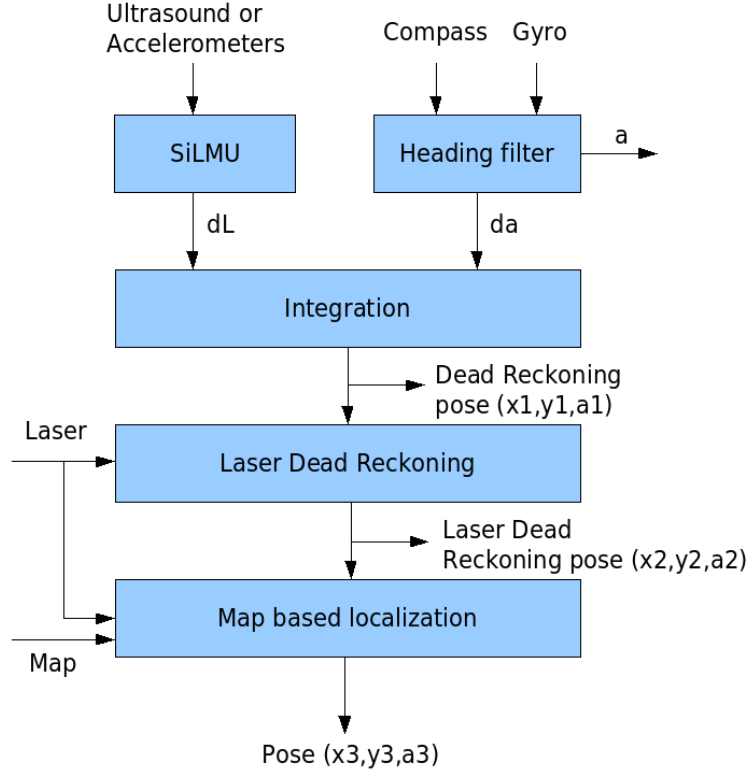 Ultrasound or
Accelerometers
Compass
Gyro
SiLMU
Heading filter
a
dL
da
Integration
Dead Reckoning
pose (x1,y1,a1)
Laser
Laser Dead Reckoning
Laser Dead
Reckoning pose (x2,y2,a2)
Map based localization
Map
Pose (x3,y3,a3)